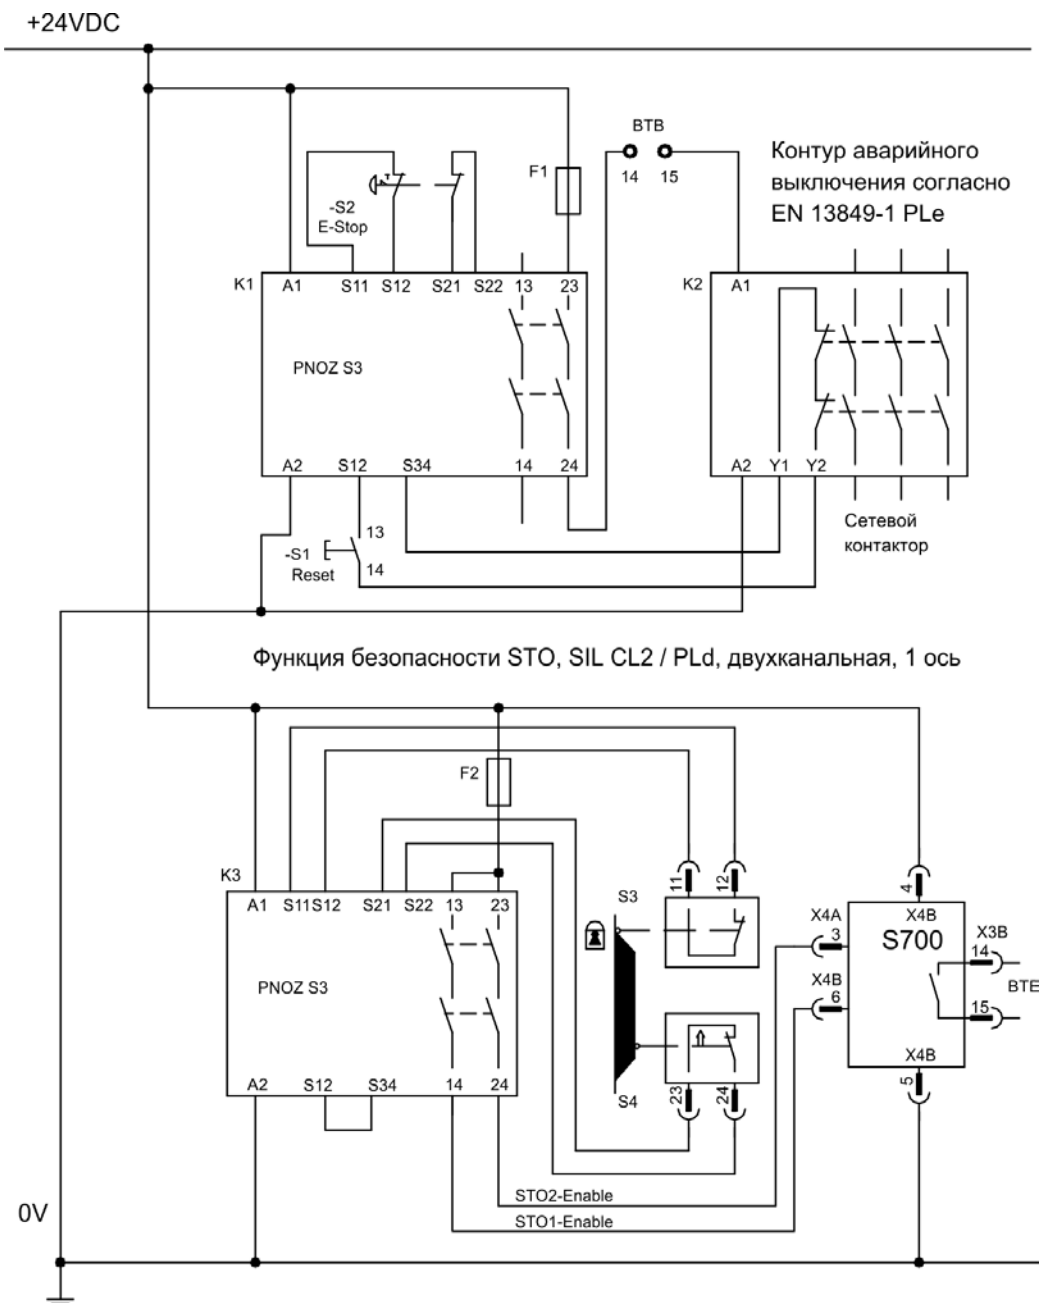 +24VDC
BTB
14 15
F1
-S2
E-Stop
Контур аварийного
выключения согласно
EN 13849-1 PLe
K1
A1 S11 S12 S21 S22 13 23
PNOZ S3
A2 S12 S34 14 24
K2
A1
A2 Y1 Y2
Сетевой
контактор
13
-S1
Reset
14
Функция безопасности STO, SIL CL2 / PLd, двухканальная, 1 ось
F2
K3
A1 S11 S12 S21 S22 13 23
PNOZ S3
A2 S12 S34 14 24
S3
11 12
S4
23 24
4
X4B
S700
X4A
3
X4B
6
X3B
14
BTE
15
X4B
5
STO2-Enable
STO1-Enable
0V